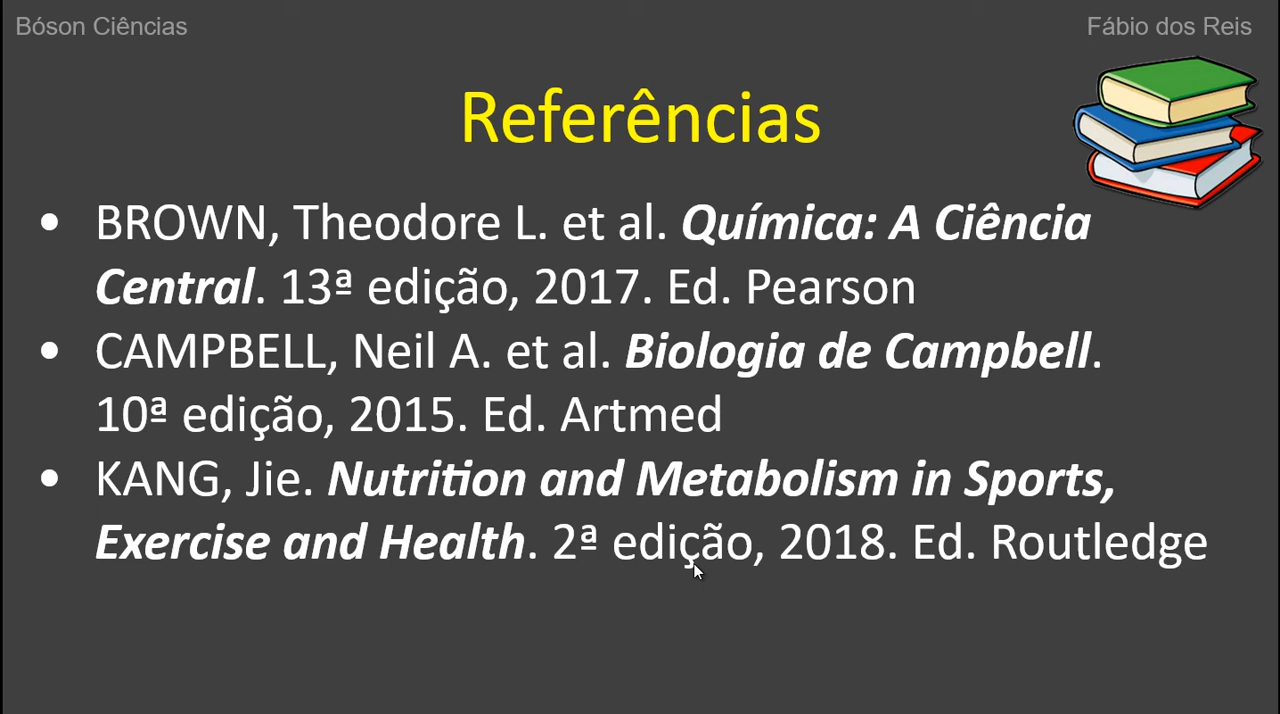 Bóson Ciências
Fábio dos Reis
Referências
• BROWN, Theodore L. et al. Química: A Ciência
Central. 13ª edição, 2017. Ed. Pearson
• CAMPBELL, Neil A. et al. Biologia de Campbell.
10ª edição, 2015. Ed. Artmed
• KANG, Jie. Nutrition and Metabolism in Sports,
Exercise and Health. 2ª edição, 2018. Ed. Routledge